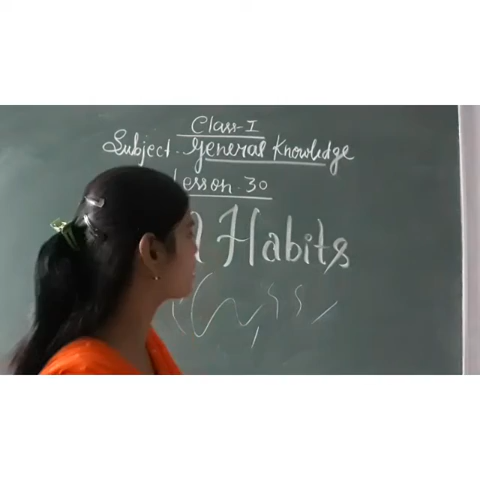 Class-I
Subject. General Knowledge
Lesson. 30
Habits